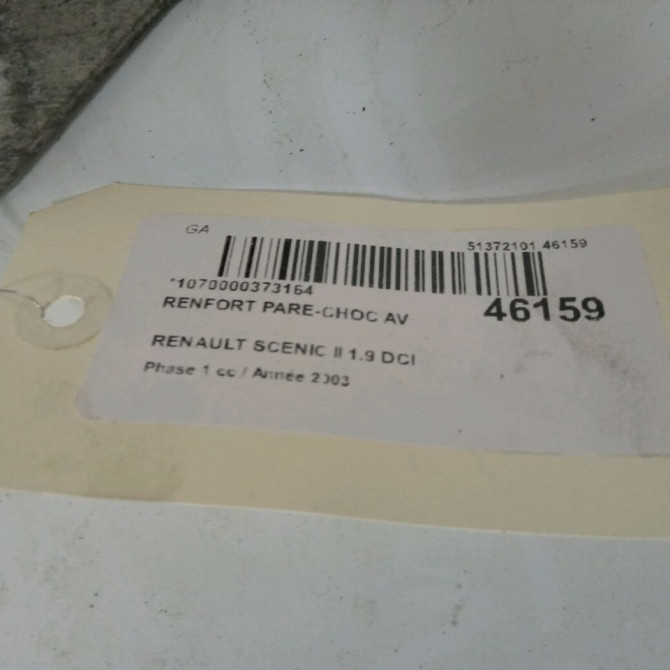 GA
51372101 46159
*1070000373164
RENFORT PARE-CHOC AV
46159
RENAULT SCENIC II 1.9 DCI
Phase 1 cc / Année 2003